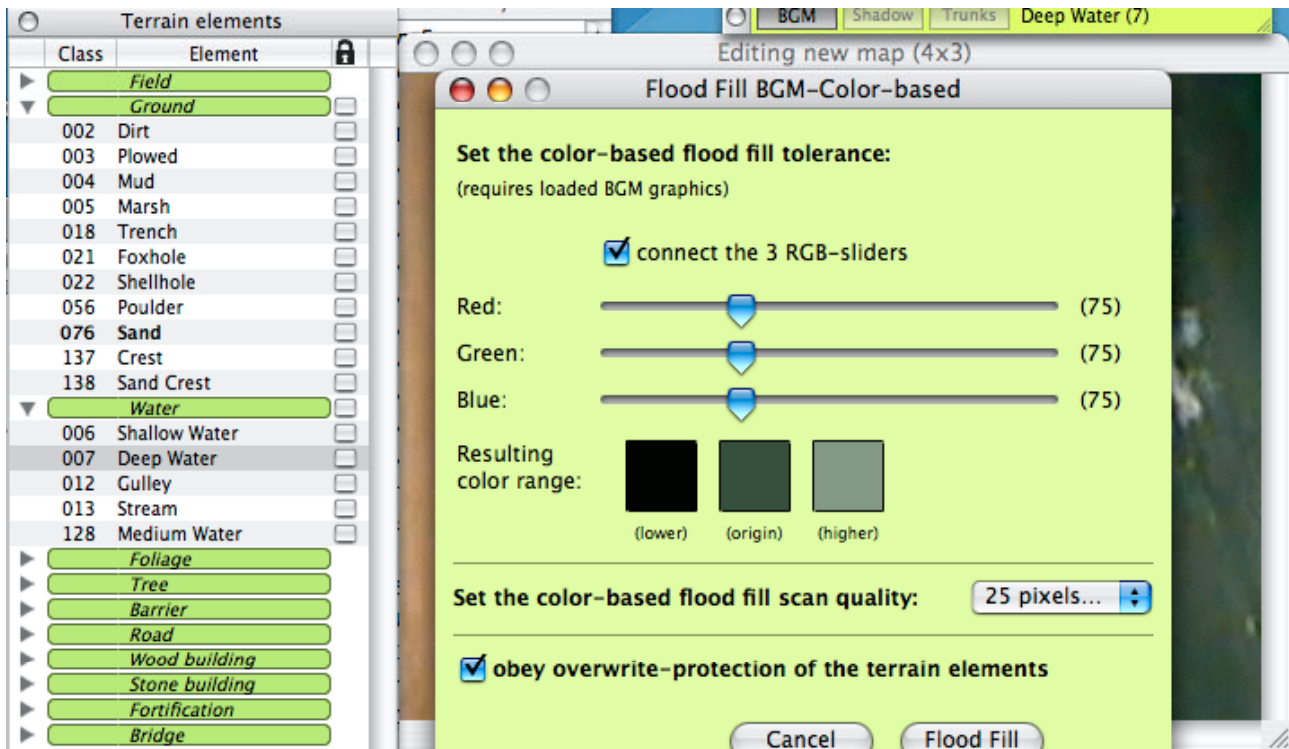 Terrain elements
Class Element
Field
Ground
002 Dirt
003 Plowed
004 Mud
005 Marsh
018 Trench
021 Foxhole
022 Shellhole
056 Poulder
076 Sand
137 Crest
138 Sand Crest
Water
006 Shallow Water
007 Deep Water
012 Gulley
013 Stream
128 Medium Water
Foliage
Tree
Barrier
Road
Wood building
Stone building
Fortification
Bridge
BGM Shadow Trunks Deep Water (7)
Editing new map (4x3)
Flood Fill BGM-Color-based
Set the color-based flood fill tolerance:
(requires loaded BGM graphics)
connect the 3 RGB-sliders
Red: (75)
Green: (75)
Blue: (75)
Resulting
color range:
(lower) (origin) (higher)
Set the color-based flood fill scan quality: 25 pixels...
obey overwrite-protection of the terrain elements
Cancel Flood Fill